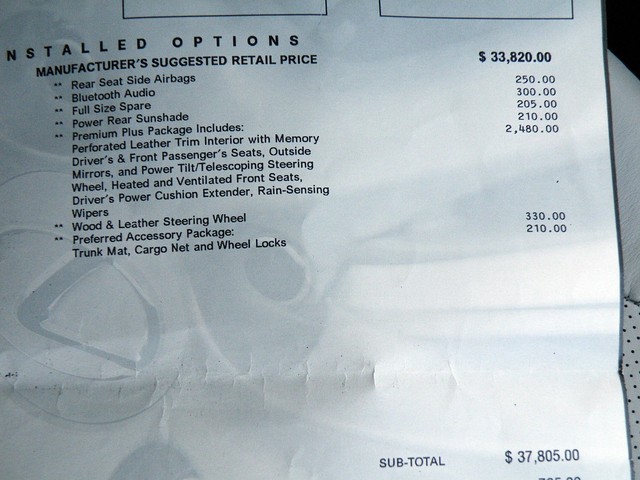 NSTALLED OPTIONS
MANUFACTURER'S SUGGESTED RETAIL PRICE $ 33,820.00
** Rear Seat Side Airbags 250.00
** Bluetooth Audio 300.00
** Full Size Spare 205.00
** Power Rear Sunshade 210.00
** Premium Plus Package Includes: 2,480.00
Perforated Leather Trim Interior with Memory
Driver's & Front Passenger's Seats, Outside
Mirrors, and Power Tilt/Telescoping Steering
Wheel, Heated and Ventilated Front Seats,
Driver's Power Cushion Extender, Rain-Sensing
Wipers
** Wood & Leather Steering Wheel 330.00
** Preferred Accessory Package: 210.00
Trunk Mat, Cargo Net and Wheel Locks
SUB-TOTAL $ 37,805.00